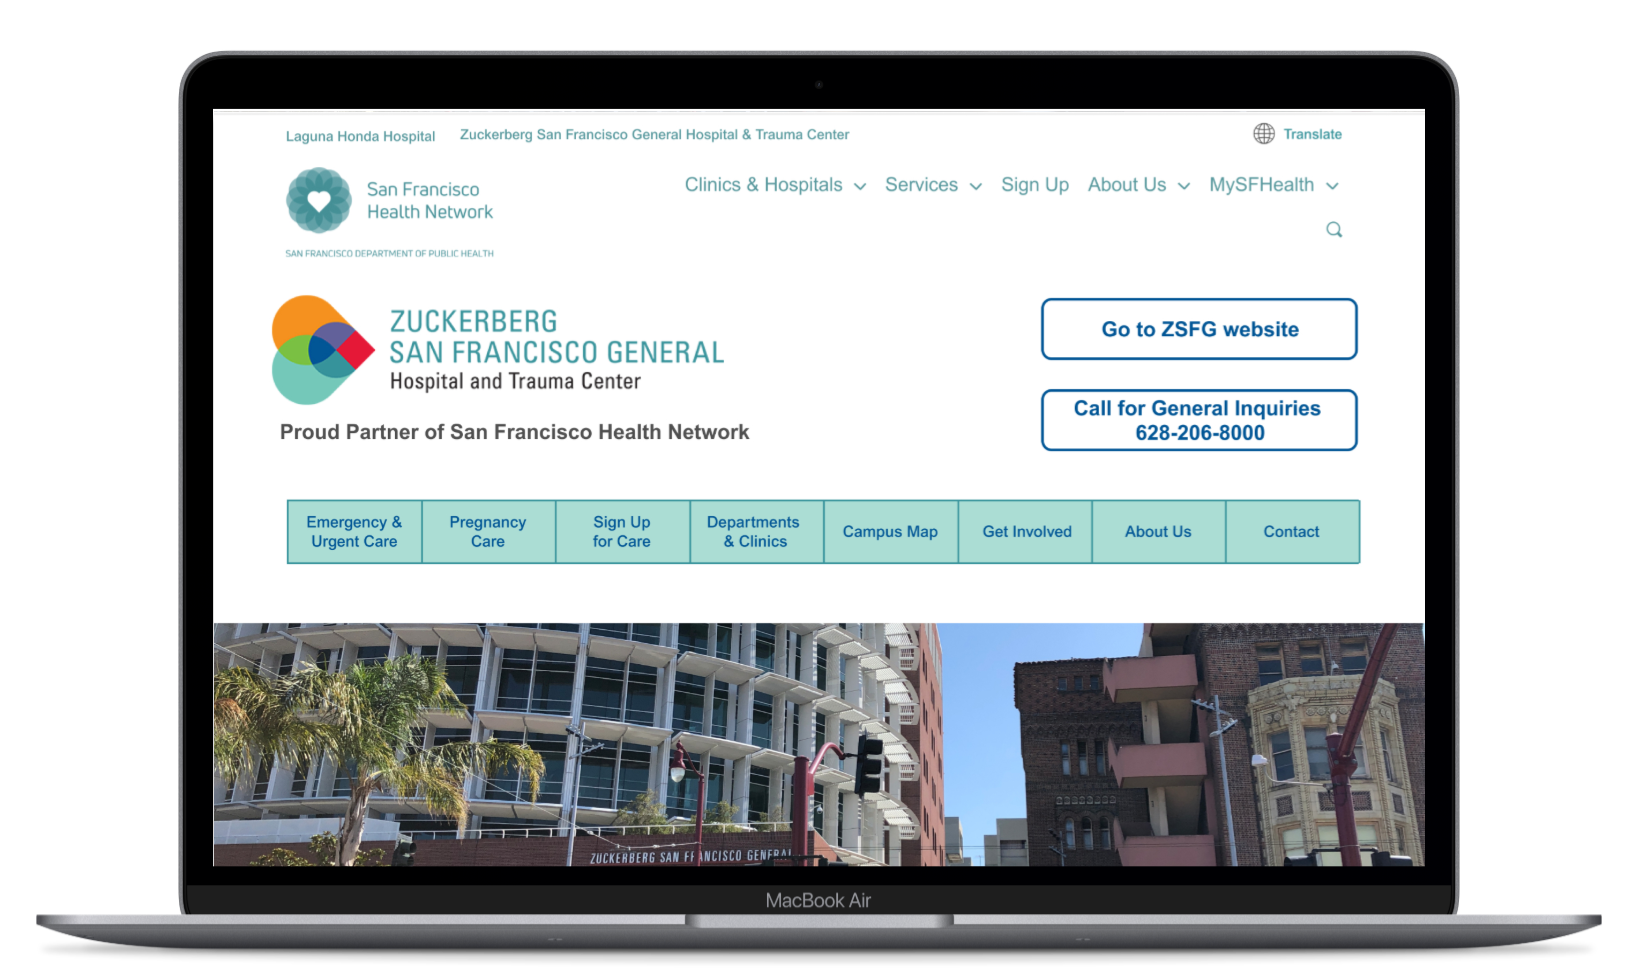 Laguna Honda Hospital
Zuckerberg San Francisco General Hospital & Trauma Center
Translate
San Francisco
Health Network
SAN FRANCISCO DEPARTMENT OF PUBLIC HEALTH
Clinics & Hospitals
Services
Sign Up
About Us
MySFHealth
ZUCKERBERG
SAN FRANCISCO GENERAL
Hospital and Trauma Center
Proud Partner of San Francisco Health Network
Go to ZSFG website
Call for General Inquiries
628-206-8000
Emergency &
Urgent Care
Pregnancy
Care
Sign Up
for Care
Departments
& Clinics
Campus Map
Get Involved
About Us
Contact
ZUCKERBERG SAN FRANCISCO GENERAL
MacBook Air